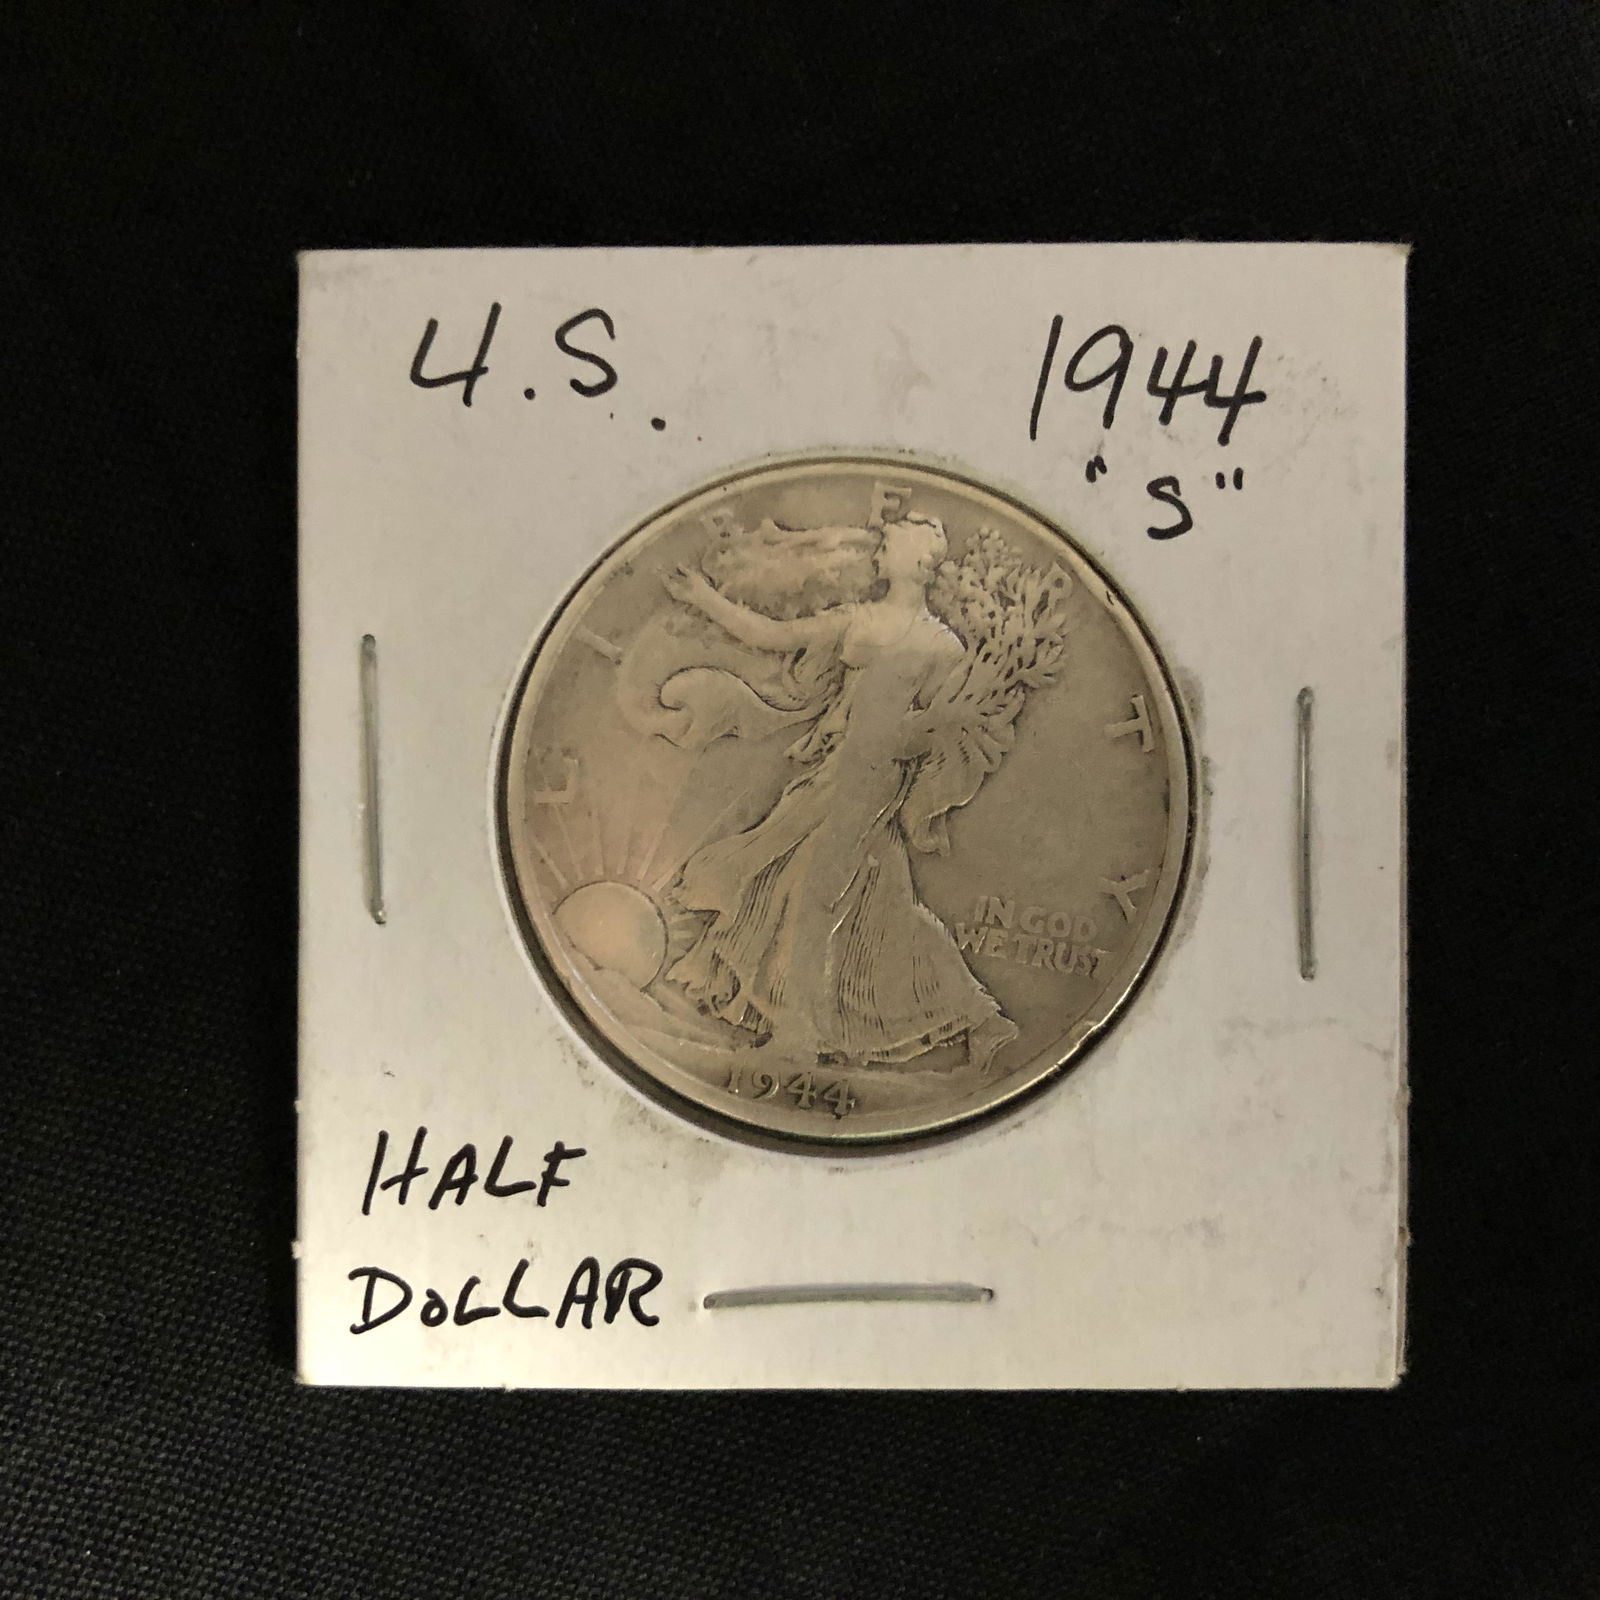 U.S.
1944
"S"
LIBERTY
IN GOD
WE TRUST
1944
HALF
DOLLAR